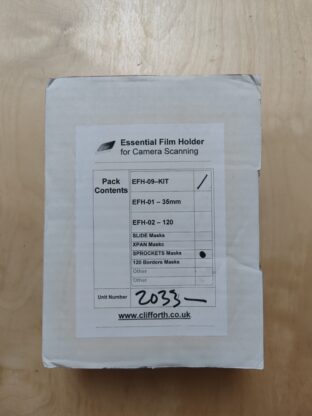 Essential Film Holder
for Camera Scanning
Pack Contents
EFH-09-KIT /
EFH-01 – 35mm
EFH-02 – 120
SLIDE Masks
XPAN Masks
SPROCKETS Masks
120 Borders Masks
Other
Other
Unit Number 2033
www.clifforth.co.uk